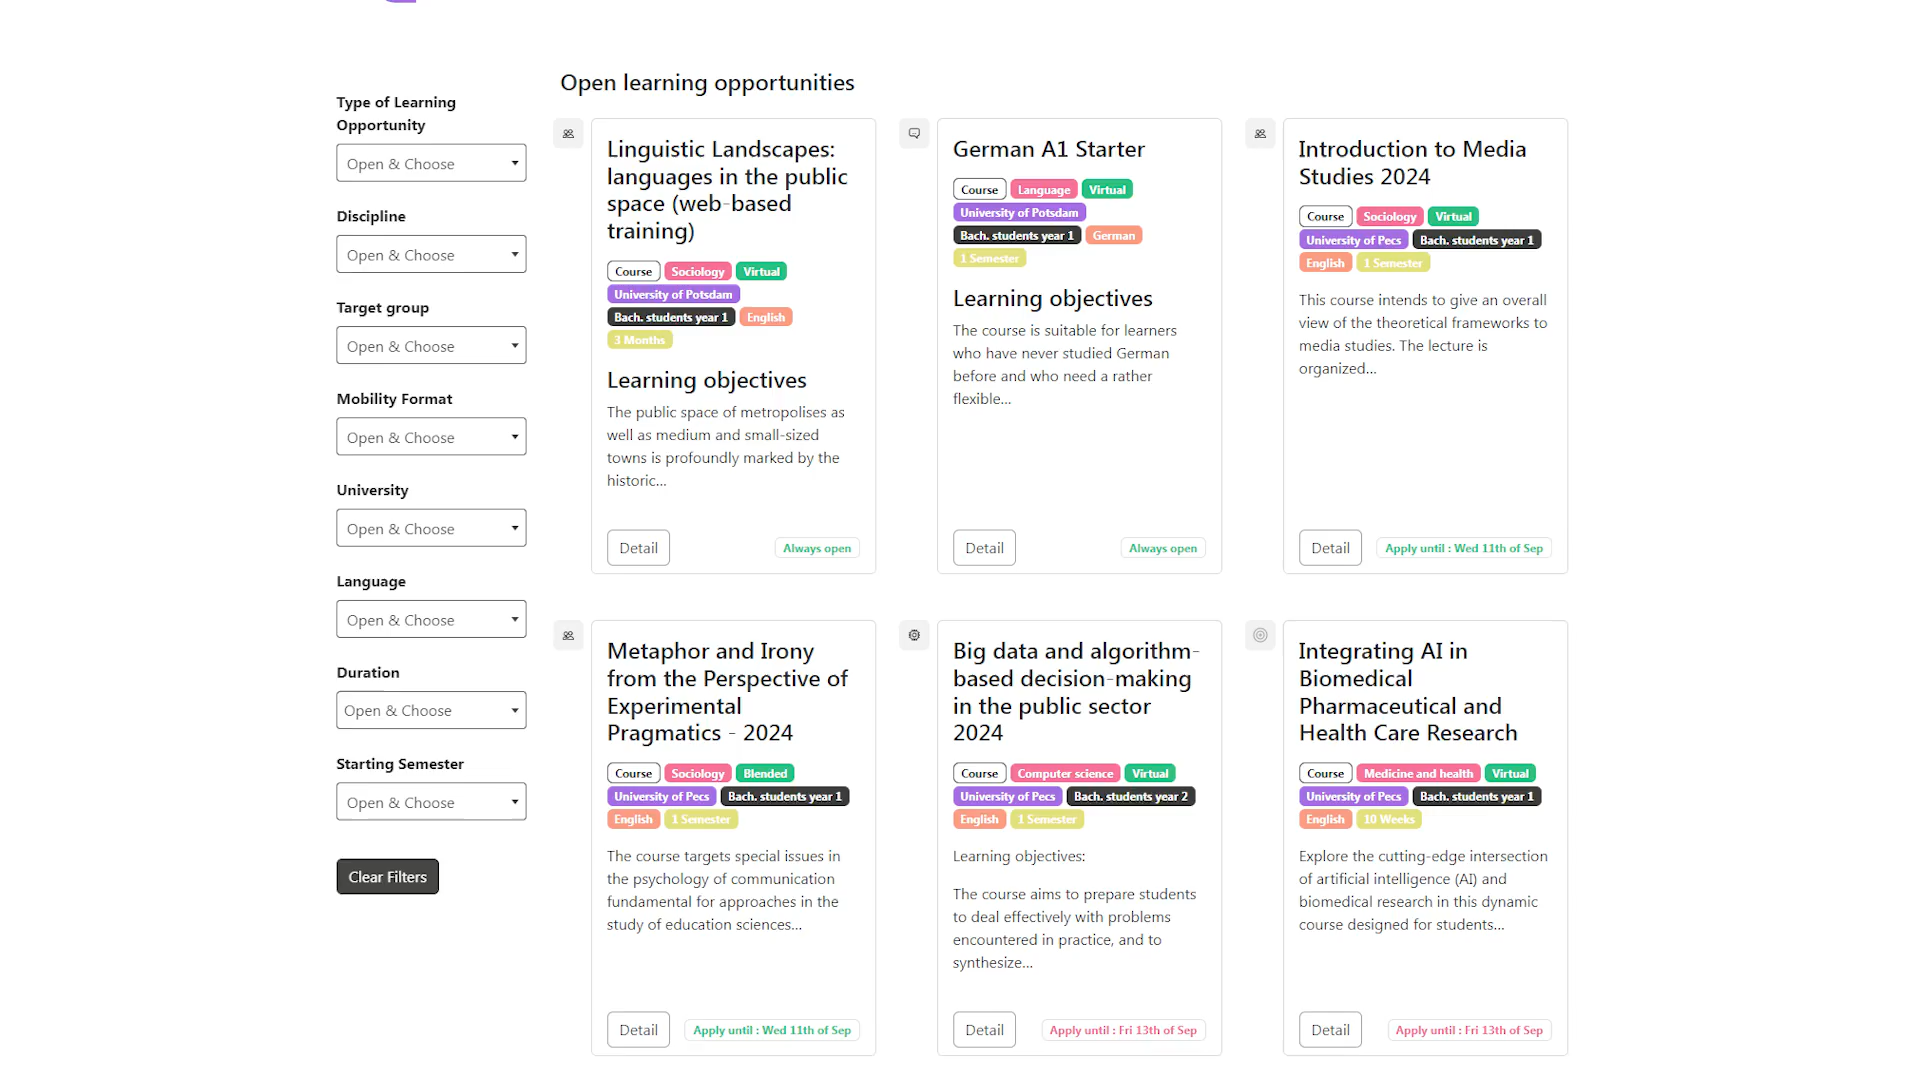 Open learning opportunities
Type of Learning
Opportunity
Open & Choose
Discipline
Open & Choose
Target group
Open & Choose
Mobility Format
Open & Choose
University
Open & Choose
Language
Open & Choose
Duration
Open & Choose
Starting Semester
Open & Choose
Clear Filters
Linguistic Landscapes:
languages in the public
space (web-based
training)
Course Sociology Virtual
University of Potsdam
Bach. students year 1 English
3 Months
Learning objectives
The public space of metropolises as
well as medium and small-sized
towns is profoundly marked by the
historic...
Detail Always open
German A1 Starter
Course Language Virtual
University of Potsdam
Bach. students year 1 German
1 Semester
Learning objectives
The course is suitable for learners
who have never studied German
before and who need a rather
flexible...
Detail Always open
Introduction to Media
Studies 2024
Course Sociology Virtual
University of Pecs Bach. students year 1
English 1 Semester
This course intends to give an overall
view of the theoretical frameworks to
media studies. The lecture is
organized...
Detail Apply until : Wed 11th of Sep
Metaphor and Irony
from the Perspective of
Experimental
Pragmatics - 2024
Course Sociology Blended
University of Pecs Bach. students year 1
English 1 Semester
The course targets special issues in
the psychology of communication
fundamental for approaches in the
study of education sciences...
Detail Apply until : Wed 11th of Sep
Big data and algorithm-
based decision-making
in the public sector
2024
Course Computer science Virtual
University of Pecs Bach. students year 2
English 1 Semester
Learning objectives:
The course aims to prepare students
to deal effectively with problems
encountered in practice, and to
synthesize...
Detail Apply until : Fri 13th of Sep
Integrating AI in
Biomedical
Pharmaceutical and
Health Care Research
Course Medicine and health Virtual
University of Pecs Bach. students year 1
English 10 Weeks
Explore the cutting-edge intersection
of artificial intelligence (AI) and
biomedical research in this dynamic
course designed for students...
Detail Apply until : Fri 13th of Sep